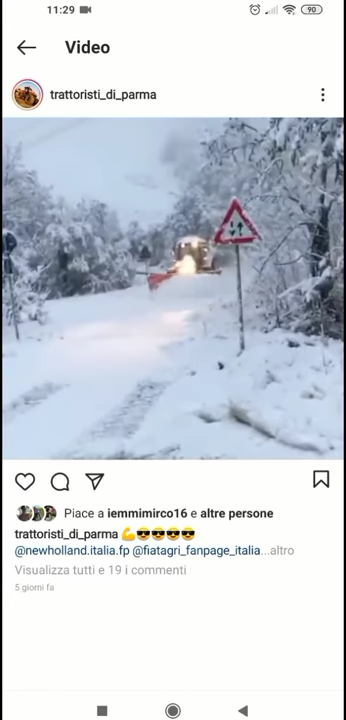 11:29 90
Video
trattoristi_di_parma
Piace a iemmimirco16 e altre persone
trattoristi_di_parma 💪😎😎😎😎
@newholland.italia.fp @fiatagri_fanpage_italia...altro
Visualizza tutti e 19 i commenti
5 giorni fa